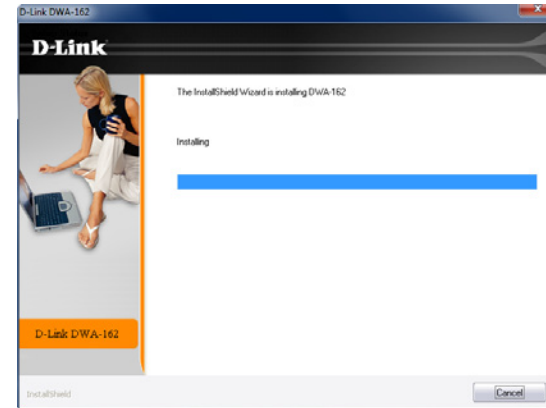 D-Link DWA-162
D-Link
The InstallShield Wizard is installing DWA-162
Installing
D-Link DWA-162
InstallShield
Cancel